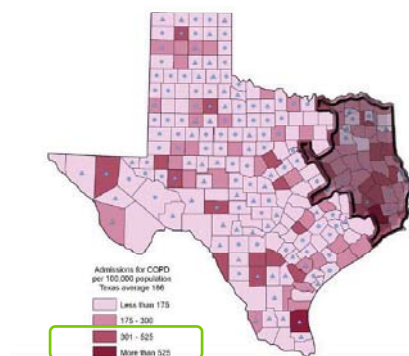 Admissions for COPD
per 100,000 population
Texas average 186
Less than 175
175 - 300
301 - 525
More than 525